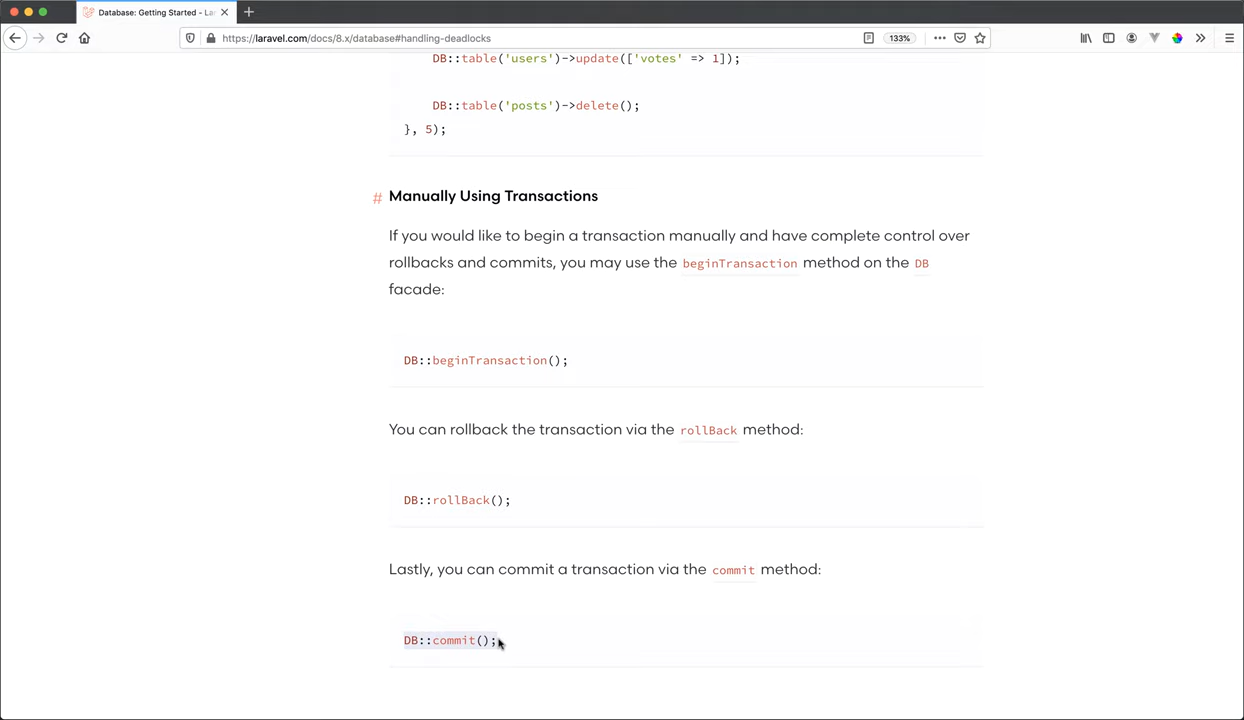 Database: Getting Started - La
https://laravel.com/docs/8.x/database#handling-deadlocks
133%
DB::table('users')->update(['votes' => 1]);
DB::table('posts')->delete();
}, 5);
# Manually Using Transactions
If you would like to begin a transaction manually and have complete control over
rollbacks and commits, you may use the beginTransaction method on the DB
facade:
DB::beginTransaction();
You can rollback the transaction via the rollBack method:
DB::rollBack();
Lastly, you can commit a transaction via the commit method:
DB::commit();